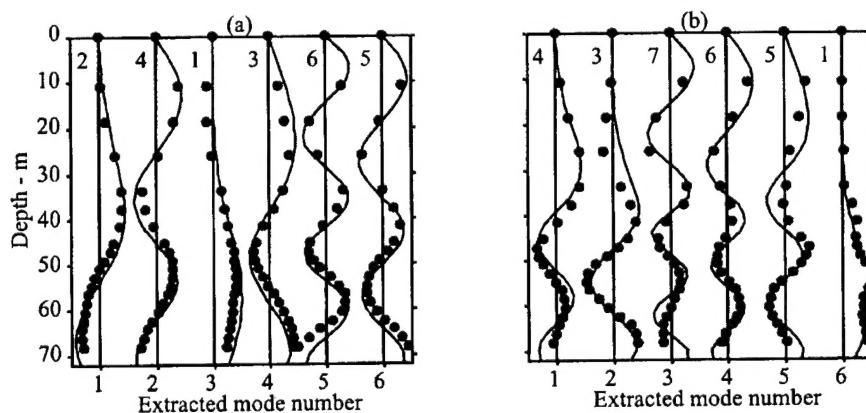 (a)
(b)
0
10
20
30
40
50
60
70
Depth - m
2 4 1 3 6 5
4 3 7 6 5 1
1 2 3 4 5 6
1 2 3 4 5 6
Extracted mode number
Extracted mode number